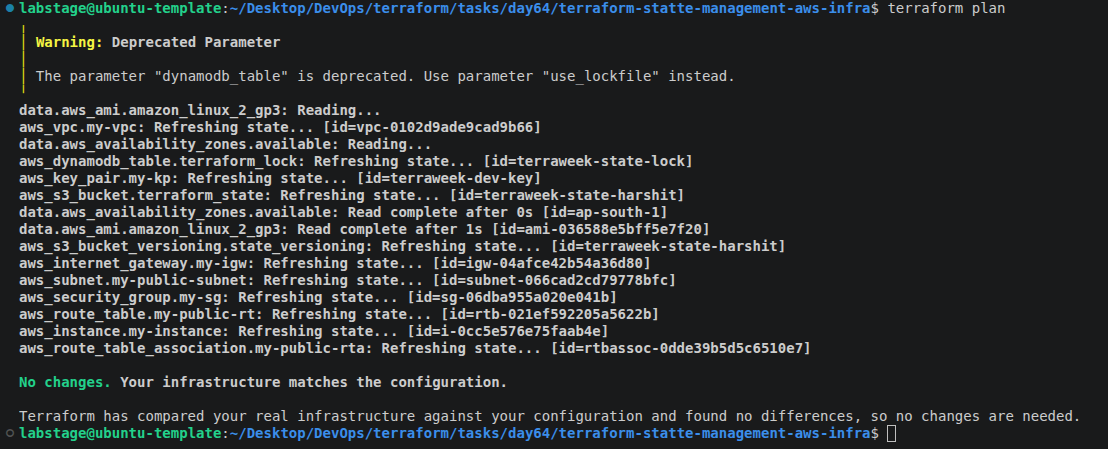 labstage@ubuntu-template:~/Desktop/DevOps/terraform/tasks/day64/terraform-statte-management-aws-infra$ terraform plan
Warning: Deprecated Parameter
The parameter "dynamodb_table" is deprecated. Use parameter "use_lockfile" instead.
data.aws_ami.amazon_linux_2_gp3: Reading...
aws_vpc.my-vpc: Refreshing state... [id=vpc-0102d9ade9cad9b66]
data.aws_availability_zones.available: Reading...
aws_dynamodb_table.terraform_lock: Refreshing state... [id=terraweek-state-lock]
aws_key_pair.my-kp: Refreshing state... [id=terraweek-dev-key]
aws_s3_bucket.terraform_state: Refreshing state... [id=terraweek-state-harshit]
data.aws_availability_zones.available: Read complete after 0s [id=ap-south-1]
data.aws_ami.amazon_linux_2_gp3: Read complete after 1s [id=ami-036588e5bff5e7f20]
aws_s3_bucket_versioning.state_versioning: Refreshing state... [id=terraweek-state-harshit]
aws_internet_gateway.my-igw: Refreshing state... [id=igw-04afce42b54a36d80]
aws_subnet.my-public-subnet: Refreshing state... [id=subnet-066cad2cd79778bfc]
aws_security_group.my-sg: Refreshing state... [id=sg-06dba955a020e041b]
aws_route_table.my-public-rt: Refreshing state... [id=rtb-021ef592205a5622b]
aws_instance.my-instance: Refreshing state... [id=i-0cc5e576e75faab4e]
aws_route_table_association.my-public-rta: Refreshing state... [id=rtbassoc-0dde39b5d5c6510e7]
No changes. Your infrastructure matches the configuration.
Terraform has compared your real infrastructure against your configuration and found no differences, so no changes are needed.
labstage@ubuntu-template:~/Desktop/DevOps/terraform/tasks/day64/terraform-statte-management-aws-infra$